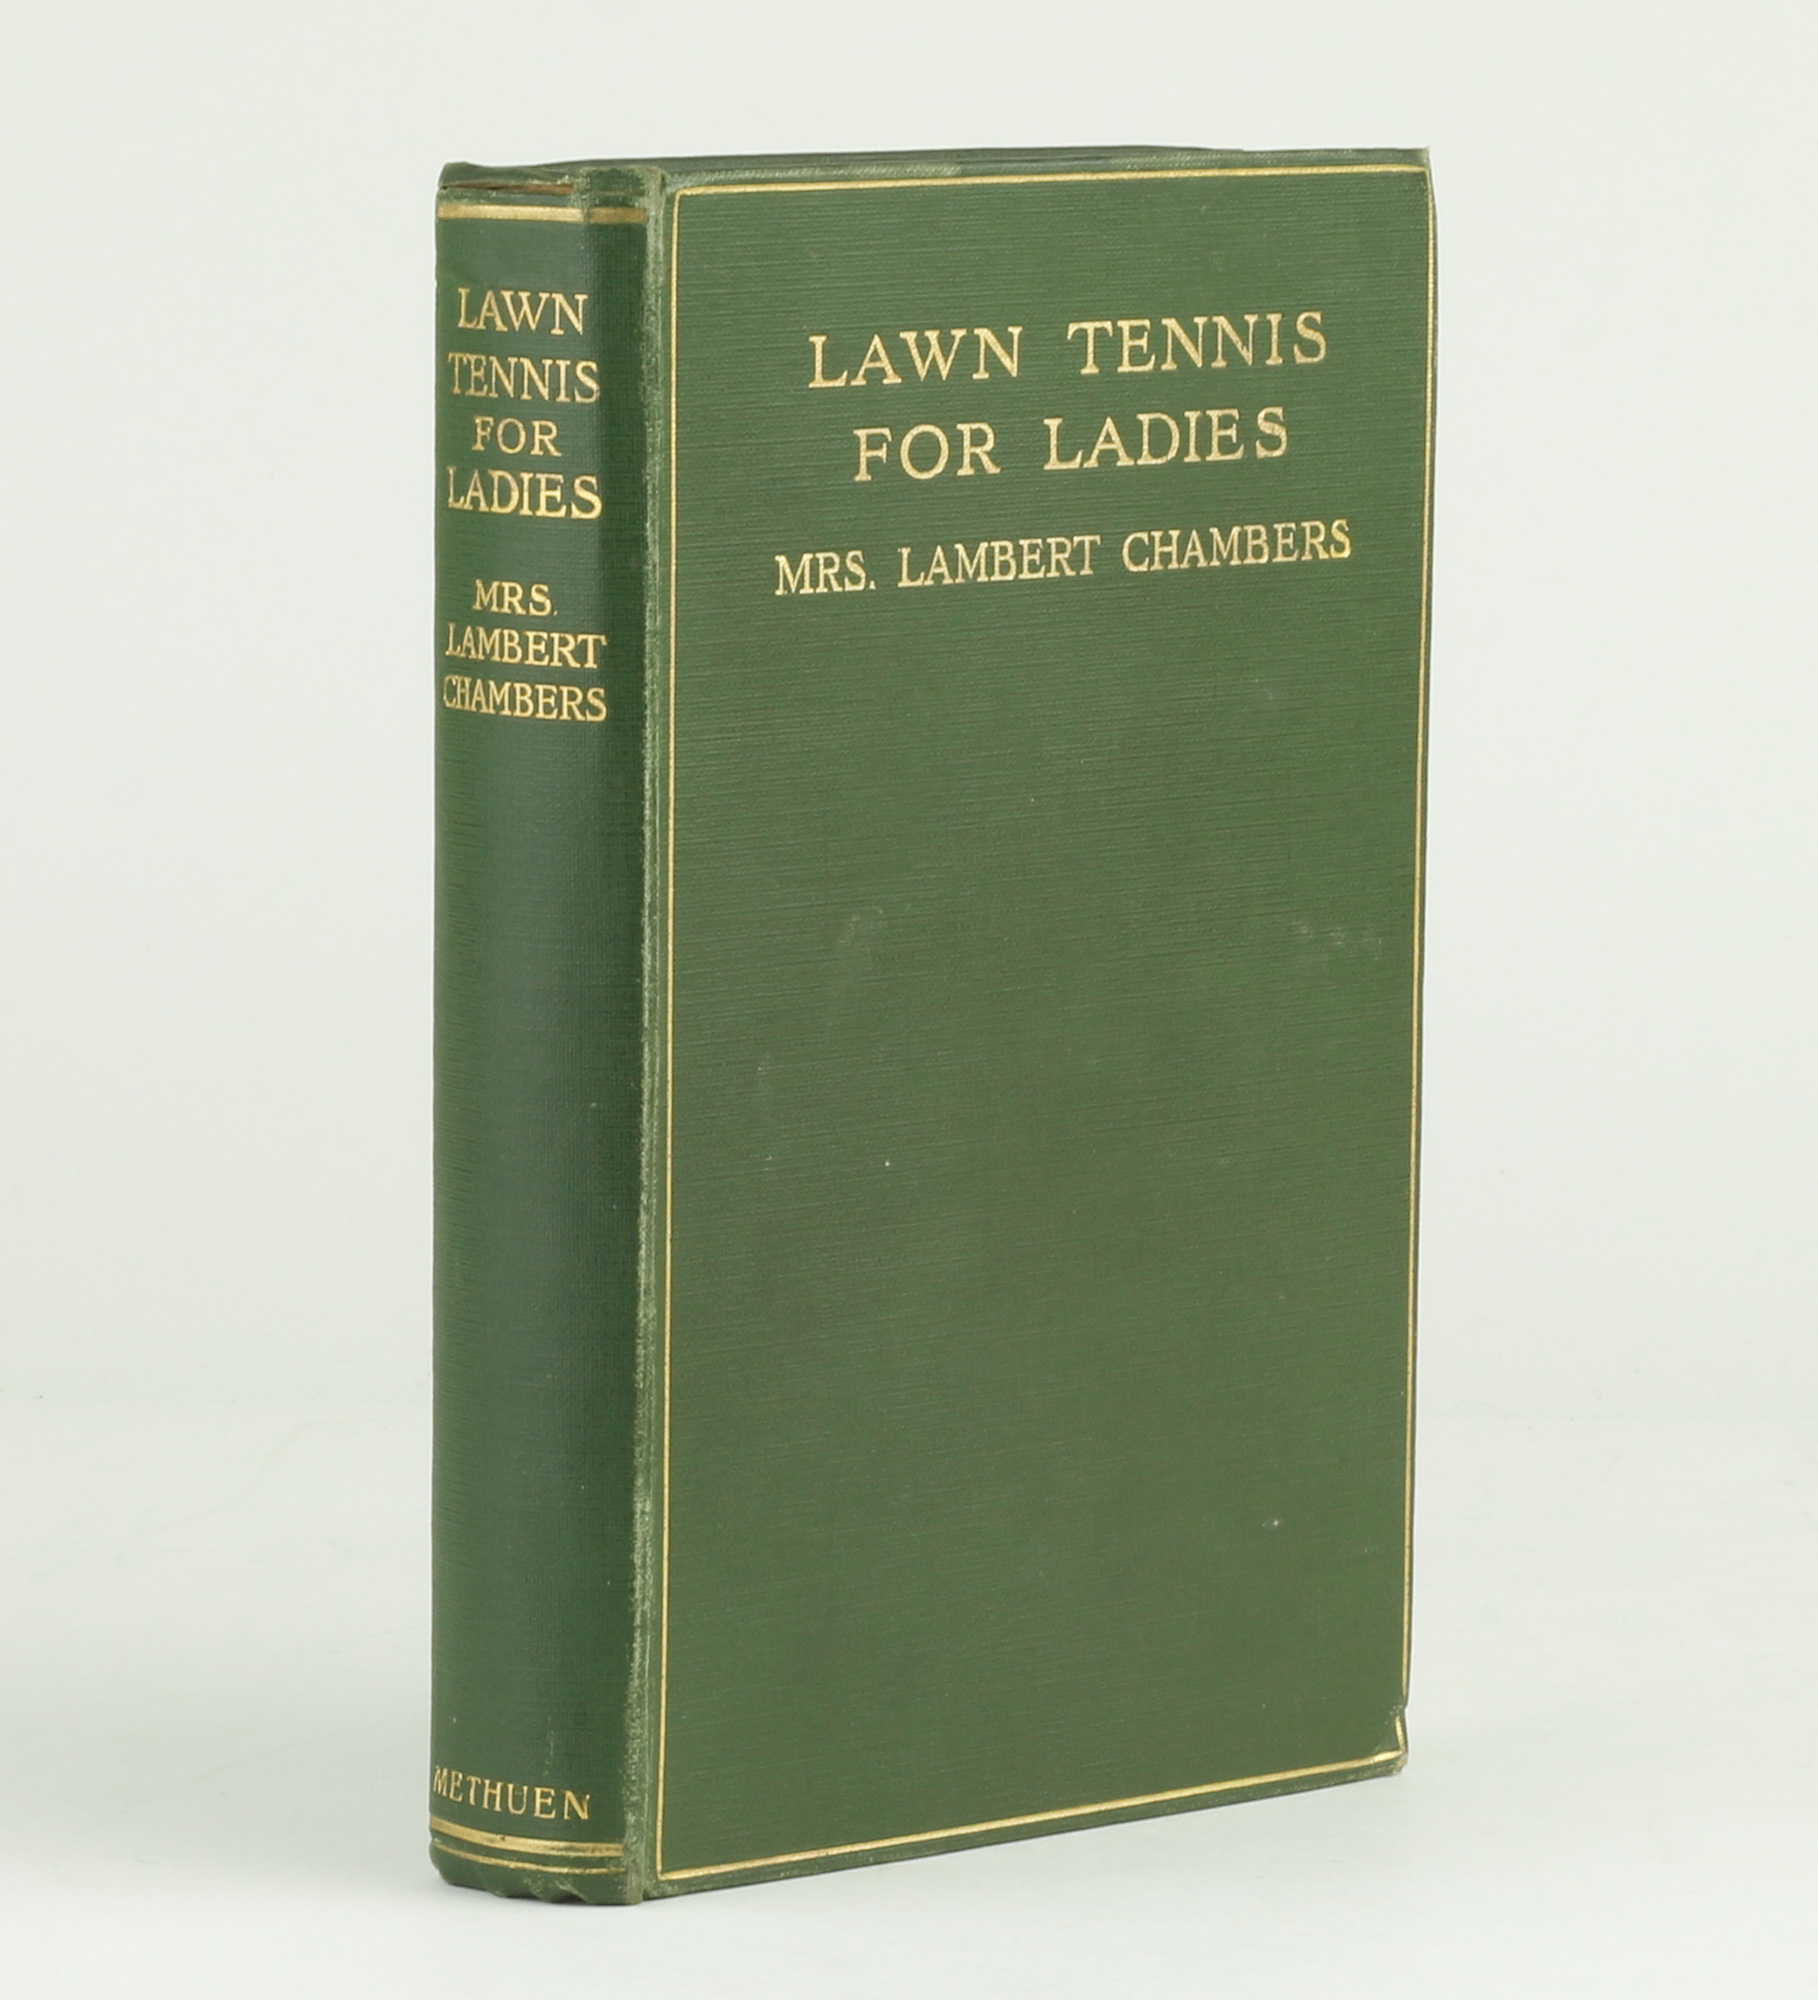 LAWN
TENNIS
FOR
LADIES
MRS.
LAMBERT
CHAMBERS
METHUEN
LAWN TENNIS
FOR LADIES
MRS. LAMBERT CHAMBERS